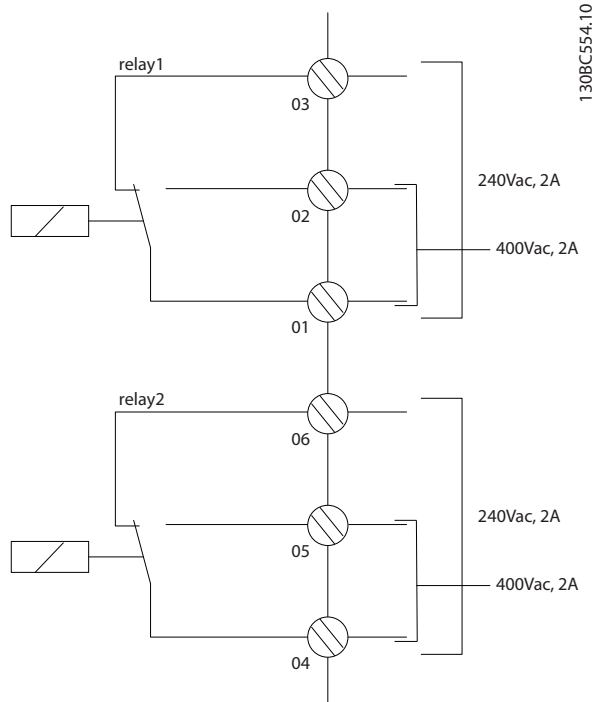 130BC554.10
relay1
03
240Vac, 2A
02
400Vac, 2A
01
relay2
06
240Vac, 2A
05
400Vac, 2A
04